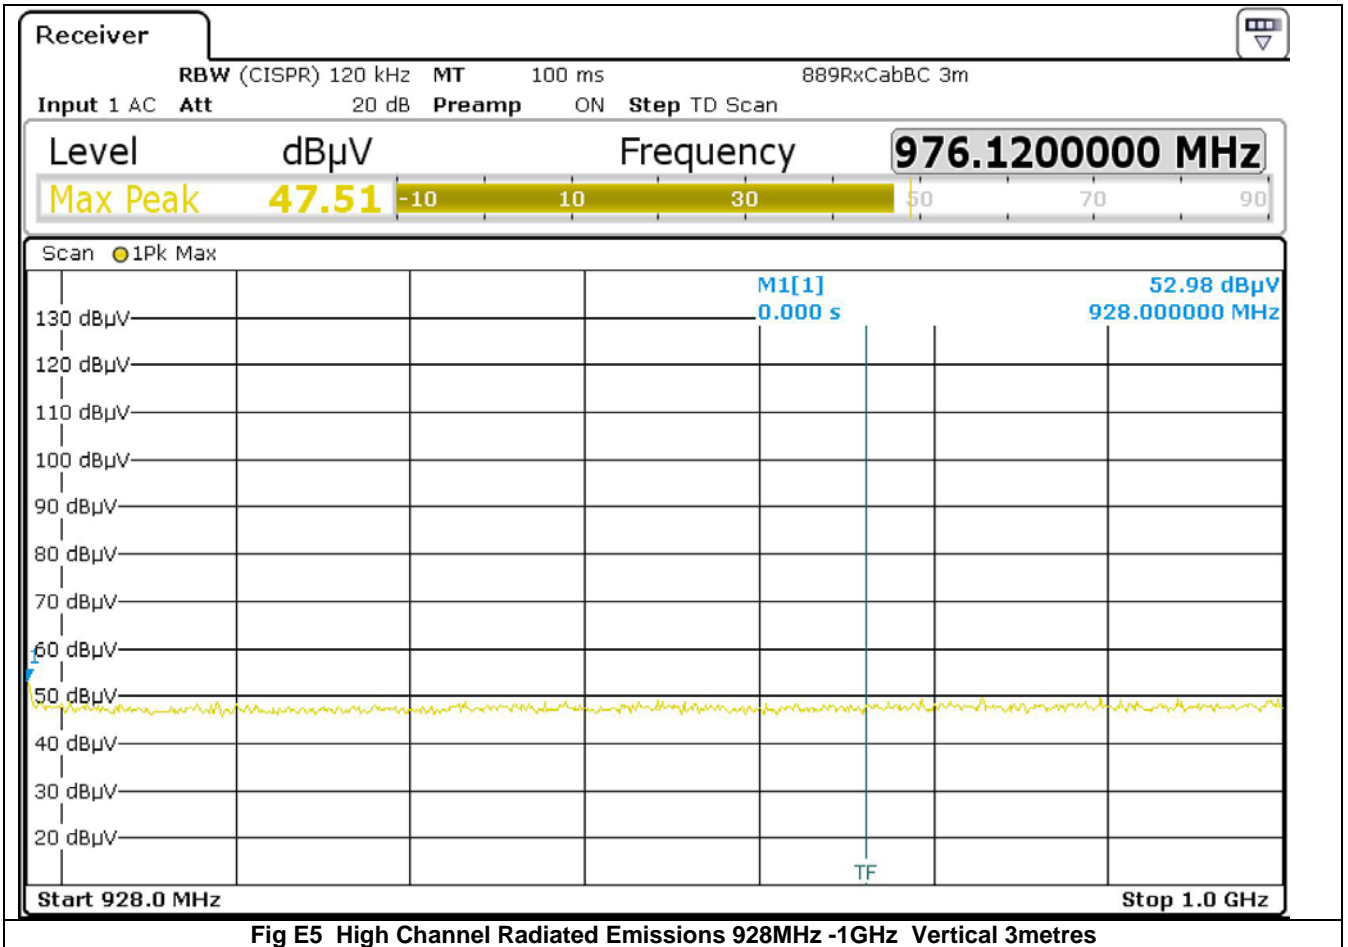 Receiver
RBW (CISPR) 120 kHz MT 100 ms 889RxCabBC 3m
Input 1 AC Att 20 dB Preamp ON Step TD Scan
Level dBµV Frequency 976.1200000 MHz
Max Peak 47.51 -10 10 30 50 70 90
Scan 1Pk Max
M1[1] 52.98 dBµV
0.000 s 928.000000 MHz
130 dBµV
120 dBµV
110 dBµV
100 dBµV
90 dBµV
80 dBµV
70 dBµV
60 dBµV
1
50 dBµV
40 dBµV
30 dBµV
20 dBµV
TF
Start 928.0 MHz Stop 1.0 GHz
Fig E5 High Channel Radiated Emissions 928MHz -1GHz Vertical 3metres